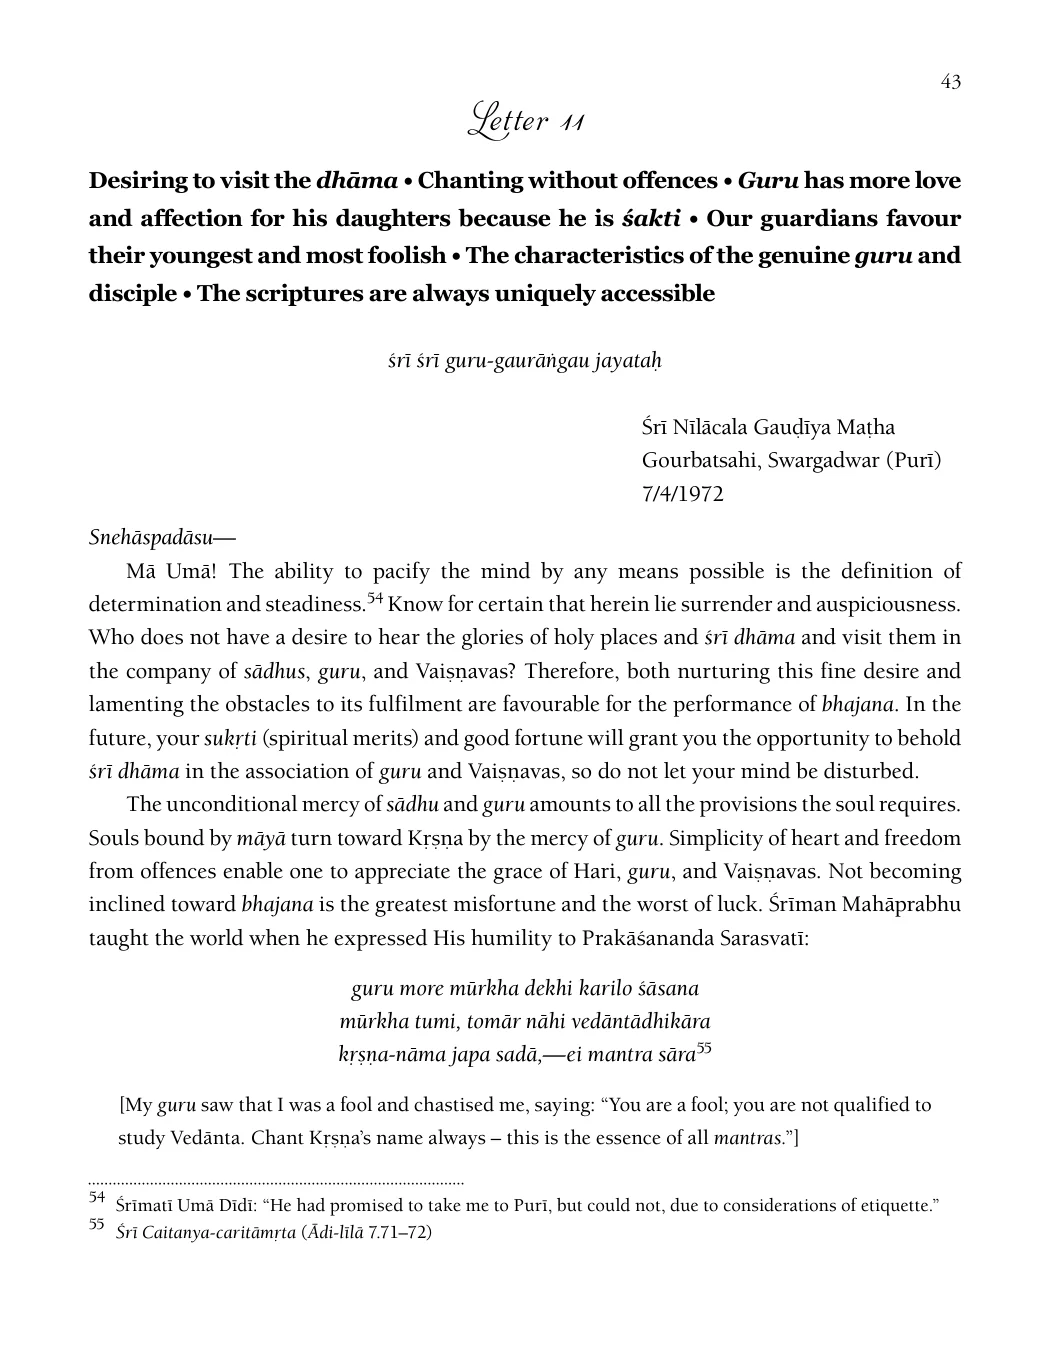 43
Letter 11
Desiring to visit the dhāma • Chanting without offences • Guru has more love
and affection for his daughters because he is śakti • Our guardians favour
their youngest and most foolish • The characteristics of the genuine guru and
disciple • The scriptures are always uniquely accessible
śrī śrī guru-gaurāṅgau jayataḥ
Śrī Nīlācala Gauḍīya Maṭha
Gourbatsahi, Swargadwar (Purī)
7/4/1972
Snehāspadāsu—
Mā Umā! The ability to pacify the mind by any means possible is the definition of
determination and steadiness.54 Know for certain that herein lie surrender and auspiciousness.
Who does not have a desire to hear the glories of holy places and śrī dhāma and visit them in
the company of sādhus, guru, and Vaiṣṇavas? Therefore, both nurturing this fine desire and
lamenting the obstacles to its fulfilment are favourable for the performance of bhajana. In the
future, your sukṛti (spiritual merits) and good fortune will grant you the opportunity to behold
śrī dhāma in the association of guru and Vaiṣṇavas, so do not let your mind be disturbed.
The unconditional mercy of sādhu and guru amounts to all the provisions the soul requires.
Souls bound by māyā turn toward Kṛṣṇa by the mercy of guru. Simplicity of heart and freedom
from offences enable one to appreciate the grace of Hari, guru, and Vaiṣṇavas. Not becoming
inclined toward bhajana is the greatest misfortune and the worst of luck. Śrīman Mahāprabhu
taught the world when he expressed His humility to Prakāśananda Sarasvatī:
guru more mūrkha dekhi karilo śāsana
mūrkha tumi, tomār nāhi vedāntādhikāra
kṛṣṇa-nāma japa sadā,—ei mantra sāra55
[My guru saw that I was a fool and chastised me, saying: “You are a fool; you are not qualified to
study Vedānta. Chant Kṛṣṇa’s name always – this is the essence of all mantras.”]
54 Śrīmatī Umā Dīdī: “He had promised to take me to Purī, but could not, due to considerations of etiquette.”
55 Śrī Caitanya-caritāmṛta (Ādi-līlā 7.71–72)